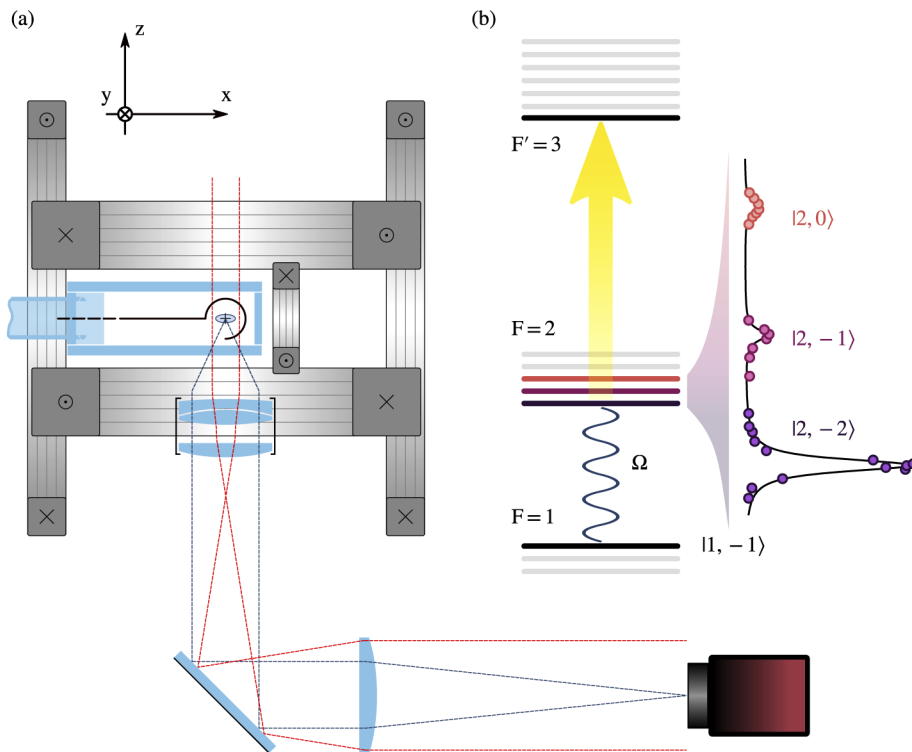 (a)
z
y
x
(b)
F′ = 3
|2, 0⟩
F = 2
|2, −1⟩
|2, −2⟩
Ω
F = 1
|1, −1⟩